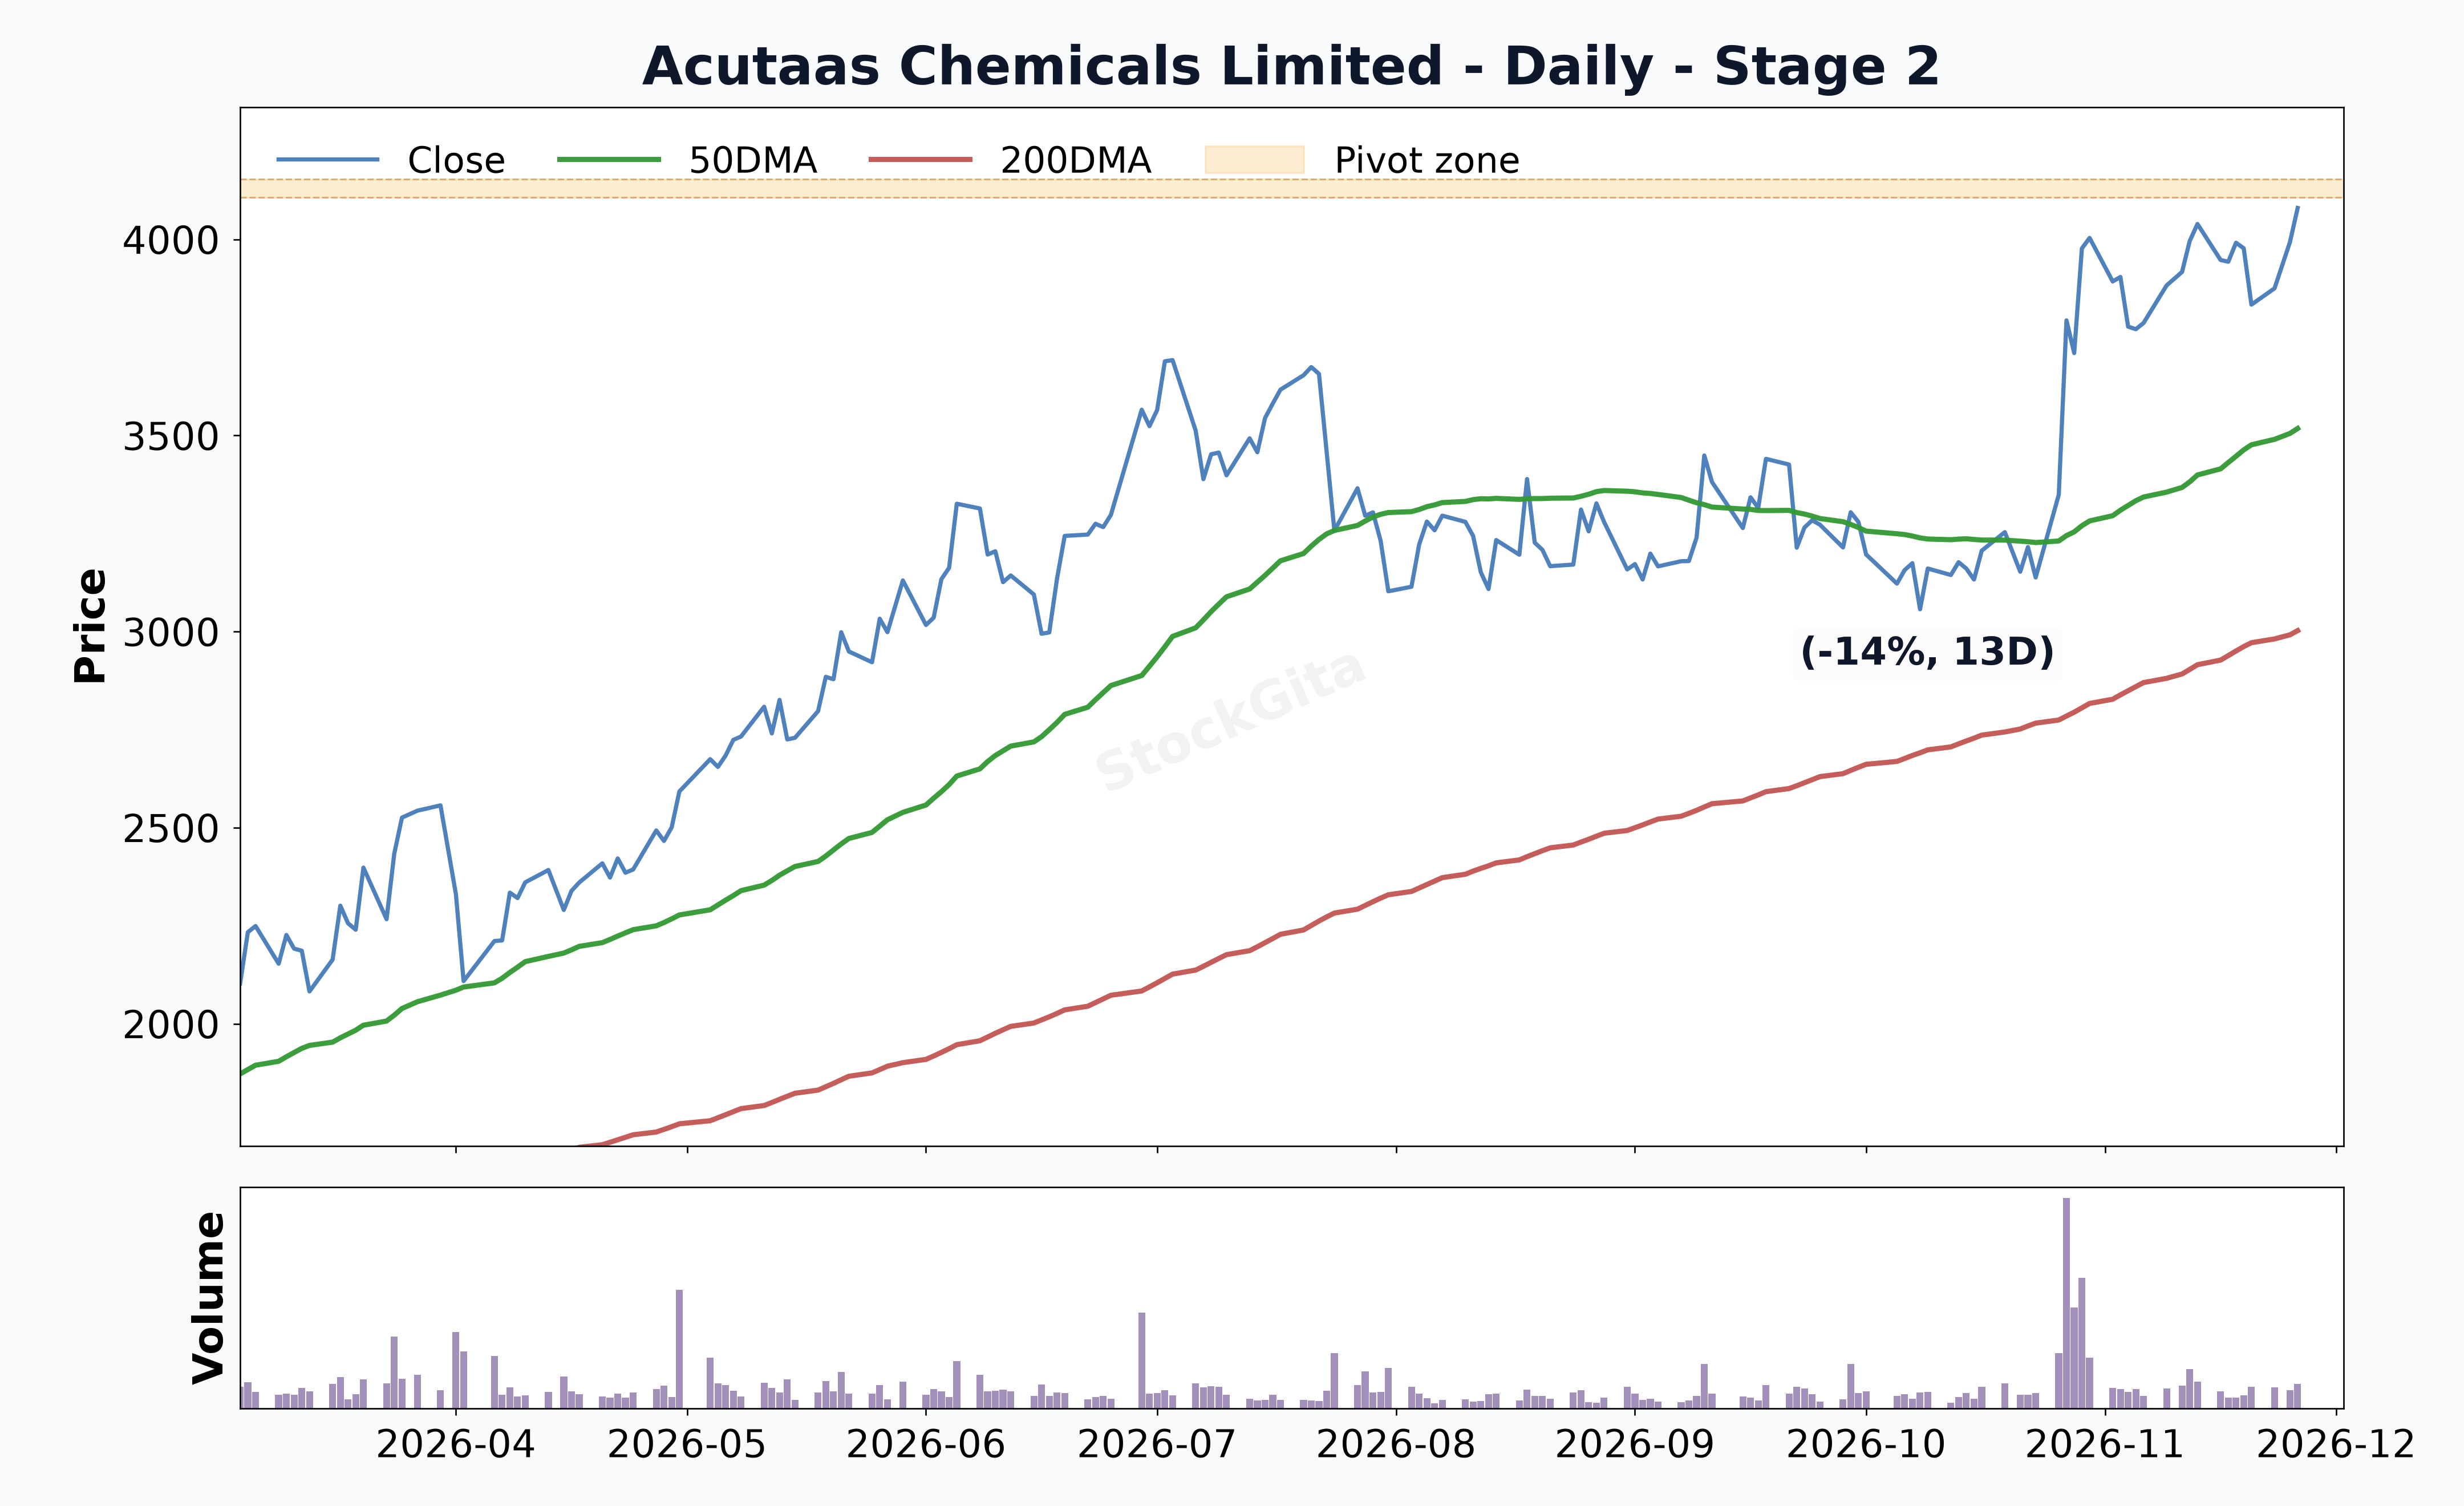 Acutaas Chemicals Limited - Daily - Stage 2
Close 50DMA 200DMA Pivot zone
4000
3500
3000
2500
2000
Price
(-14%, 13D)
StockGita
Volume
2026-04 2026-05 2026-06 2026-07 2026-08 2026-09 2026-10 2026-11 2026-12